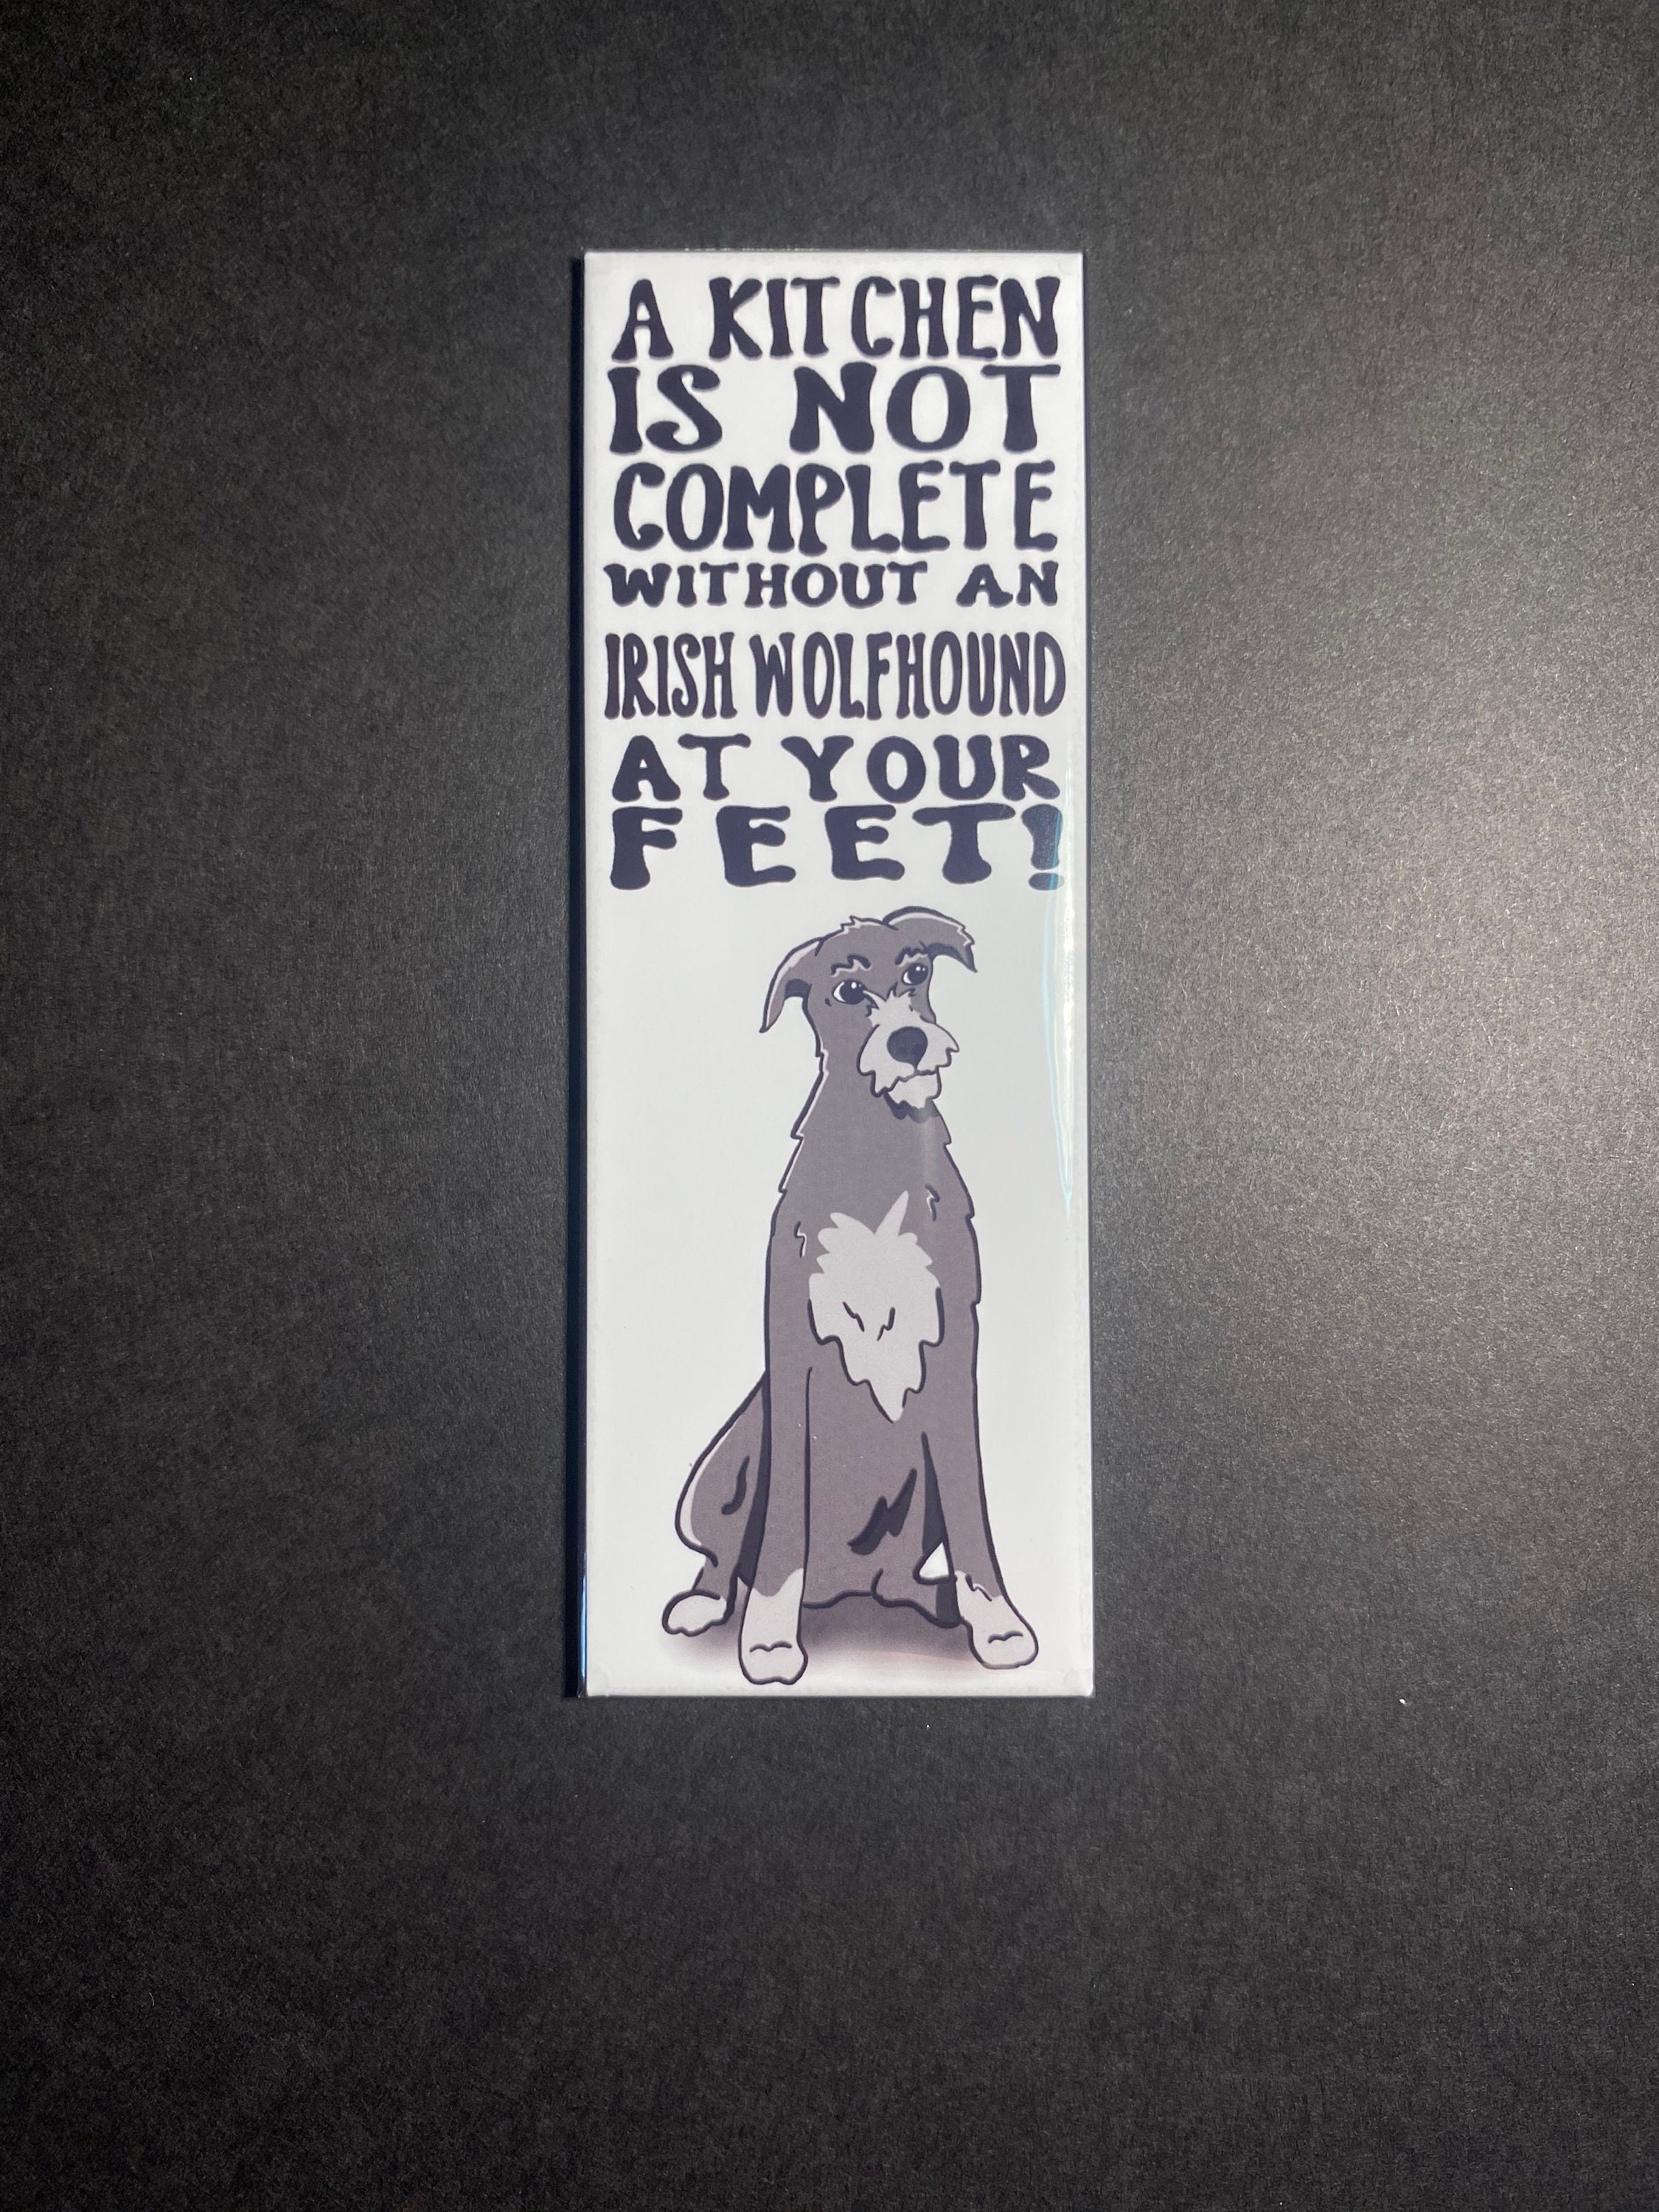 A KITCHEN
IS NOT
COMPLETE
WITHOUT AN
IRISH WOLFHOUND
AT YOUR
FEET!